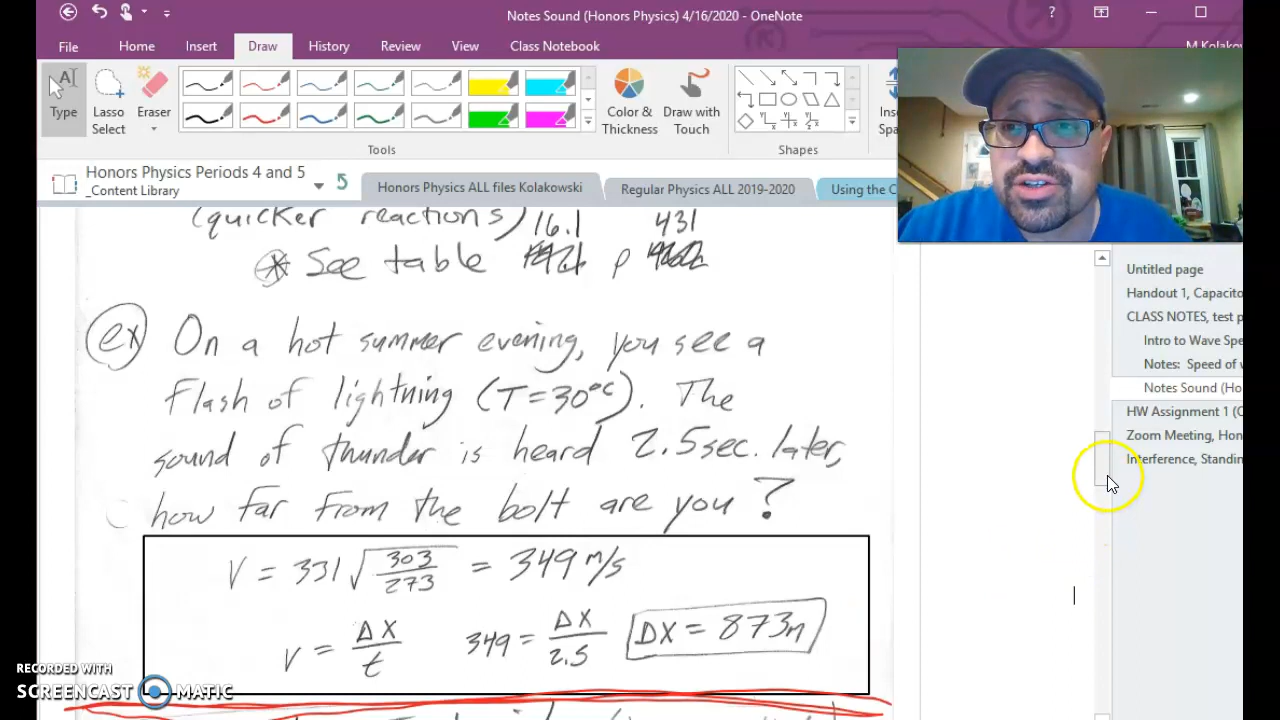 Notes Sound (Honors Physics) 4/16/2020 - OneNote
?
File Home Insert Draw History Review View Class Notebook
M Kolakow
Type
Lasso Select
Eraser
Color & Thickness
Draw with Touch
Inse
Spa
Tools
Shapes
Honors Physics Periods 4 and 5
_Content Library
Honors Physics ALL files Kolakowski
Regular Physics ALL 2019-2020
Using the C
(quicker reactions) 16.1 431
* See table p
ex On a hot summer evening, you see a
flash of lightning (T=30°C). The
sound of thunder is heard 2.5sec. later,
how far from the bolt are you?
V = 331 √303/273 = 349 m/s
V = ΔX/t 349 = ΔX/2.5 ΔX = 873m
Untitled page
Handout 1, Capacito
CLASS NOTES, test p
Intro to Wave Spe
Notes: Speed of v
Notes Sound (Ho
HW Assignment 1 (C
Zoom Meeting, Hon
Interference, Standin
RECORDED WITH
SCREENCAST MATIC